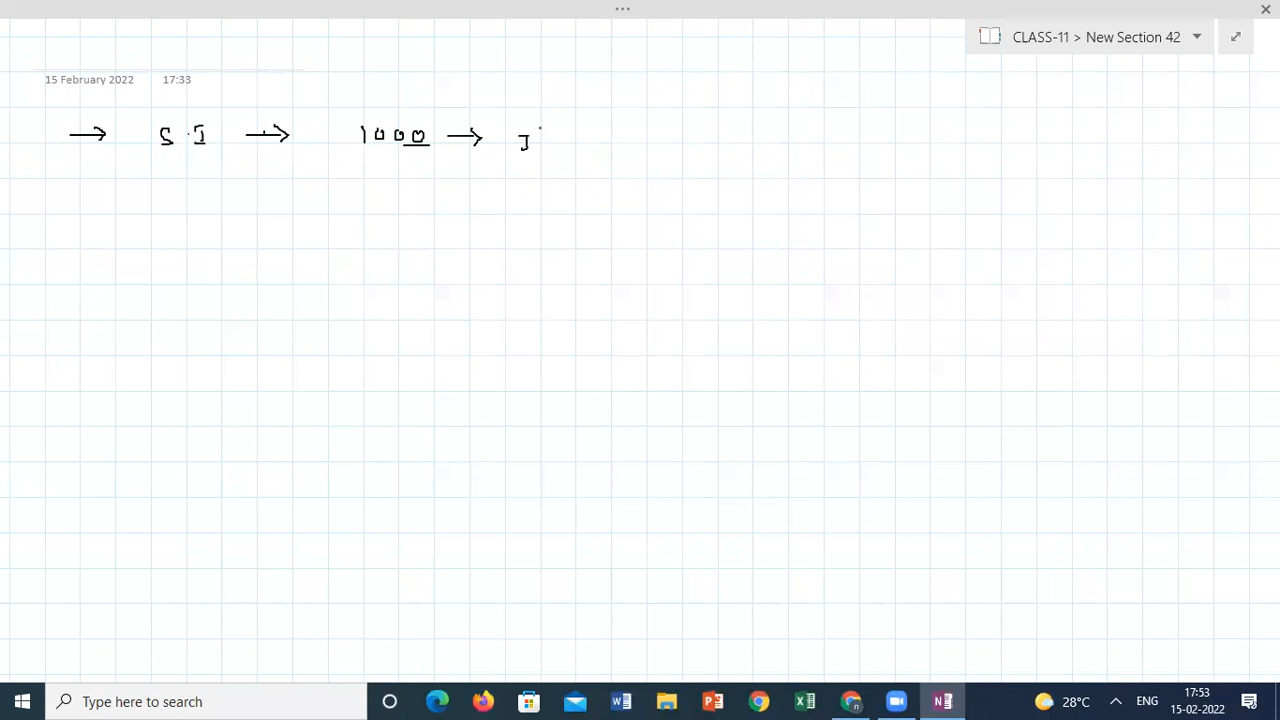 CLASS-11 > New Section 42
15 February 2022 17:33
→ S.I → 1000 →
Type here to search
28°C ENG 17:53
15-02-2022